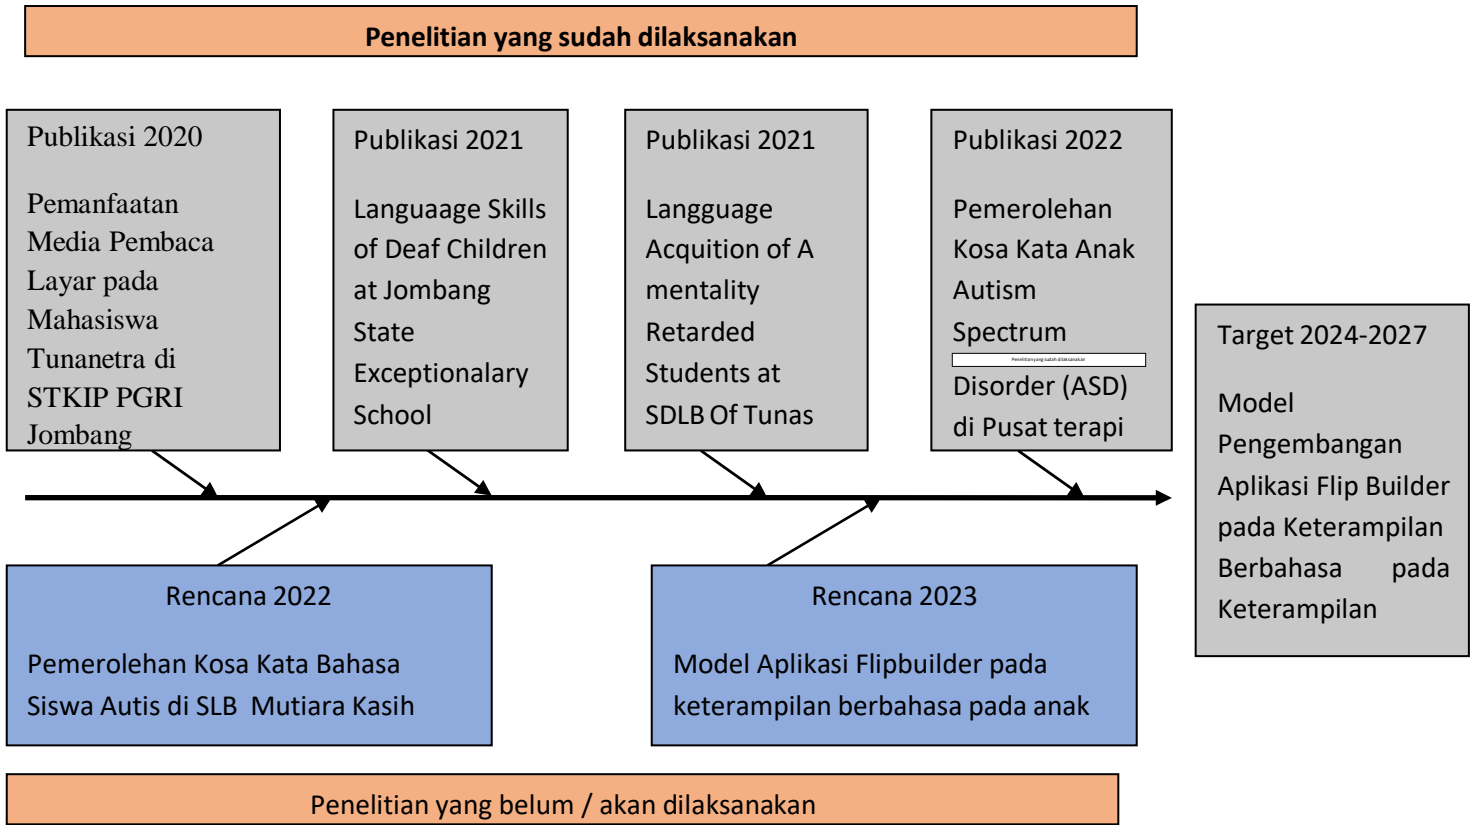 Penelitian yang sudah dilaksanakan
Publikasi 2020
Pemanfaatan
Media Pembaca
Layar pada
Mahasiswa
Tunanetra di
STKIP PGRI
Jombang
Publikasi 2021
Languaage Skills
of Deaf Children
at Jombang
State
Exceptionalary
School
Publikasi 2021
Langguage
Acquition of A
mentality
Retarded
Students at
SDLB Of Tunas
Publikasi 2022
Pemerolehan
Kosa Kata Anak
Autism
Spectrum
Penelitian yang sudah dilaksanakan
Disorder (ASD)
di Pusat terapi
Target 2024-2027
Model
Pengembangan
Aplikasi Flip Builder
pada Keterampilan
Berbahasa pada
Keterampilan
Rencana 2022
Pemerolehan Kosa Kata Bahasa
Siswa Autis di SLB Mutiara Kasih
Rencana 2023
Model Aplikasi Flipbuilder pada
keterampilan berbahasa pada anak
Penelitian yang belum / akan dilaksanakan